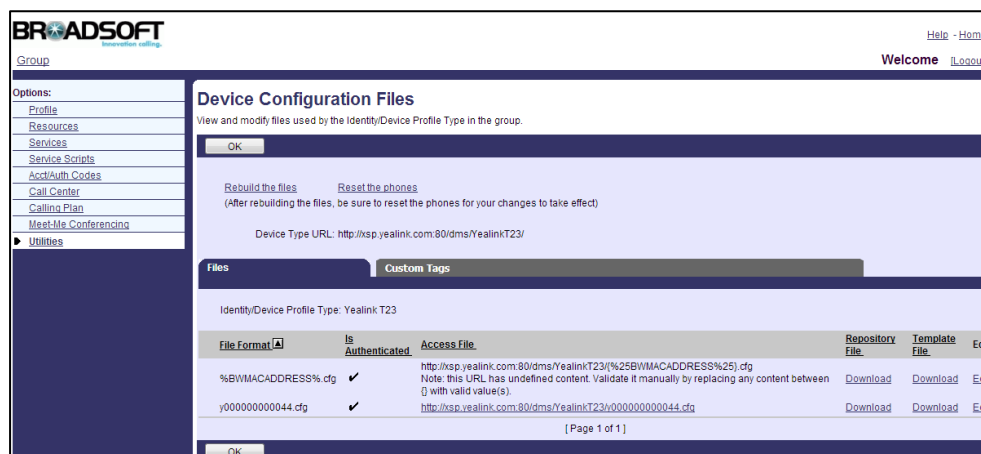 BROADSOFT
Innovation calling.
Help - Hom
Group
Welcome [Logou
Options:
Profile
Resources
Services
Service Scripts
Acct/Auth Codes
Call Center
Calling Plan
Meet-Me Conferencing
Utilities
Device Configuration Files
View and modify files used by the Identity/Device Profile Type in the group.
OK
Rebuild the files Reset the phones
(After rebuilding the files, be sure to reset the phones for your changes to take effect)
Device Type URL: http://xsp.yealink.com:80/dms/YealinkT23/
Files Custom Tags
Identity/Device Profile Type: Yealink T23
File Format Is Authenticated Access File Repository File Template File Ed
%BWMACADDRESS%.cfg http://xsp.yealink.com:80/dms/YealinkT23/{%25BWMACADDRESS%25}.cfg
Note: this URL has undefined content. Validate it manually by replacing any content between
{} with valid value(s).
Download Download Ed
y000000000044.cfg http://xsp.yealink.com:80/dms/YealinkT23/y000000000044.cfg Download Download Ed
[ Page 1 of 1 ]
OK